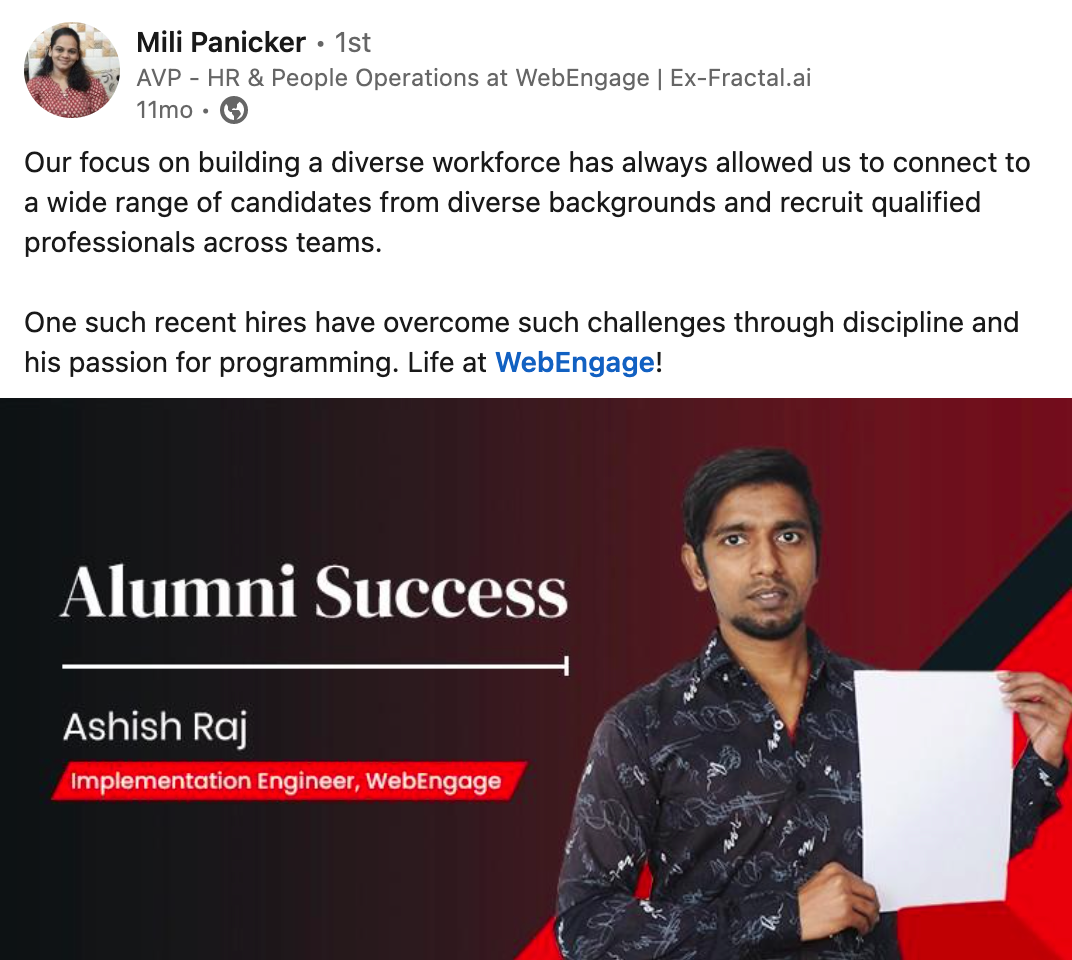 Mili Panicker • 1st
AVP - HR & People Operations at WebEngage | Ex-Fractal.ai
11mo •
Our focus on building a diverse workforce has always allowed us to connect to
a wide range of candidates from diverse backgrounds and recruit qualified
professionals across teams.
One such recent hires have overcome such challenges through discipline and
his passion for programming. Life at WebEngage!
Alumni Success
Ashish Raj
Implementation Engineer, WebEngage